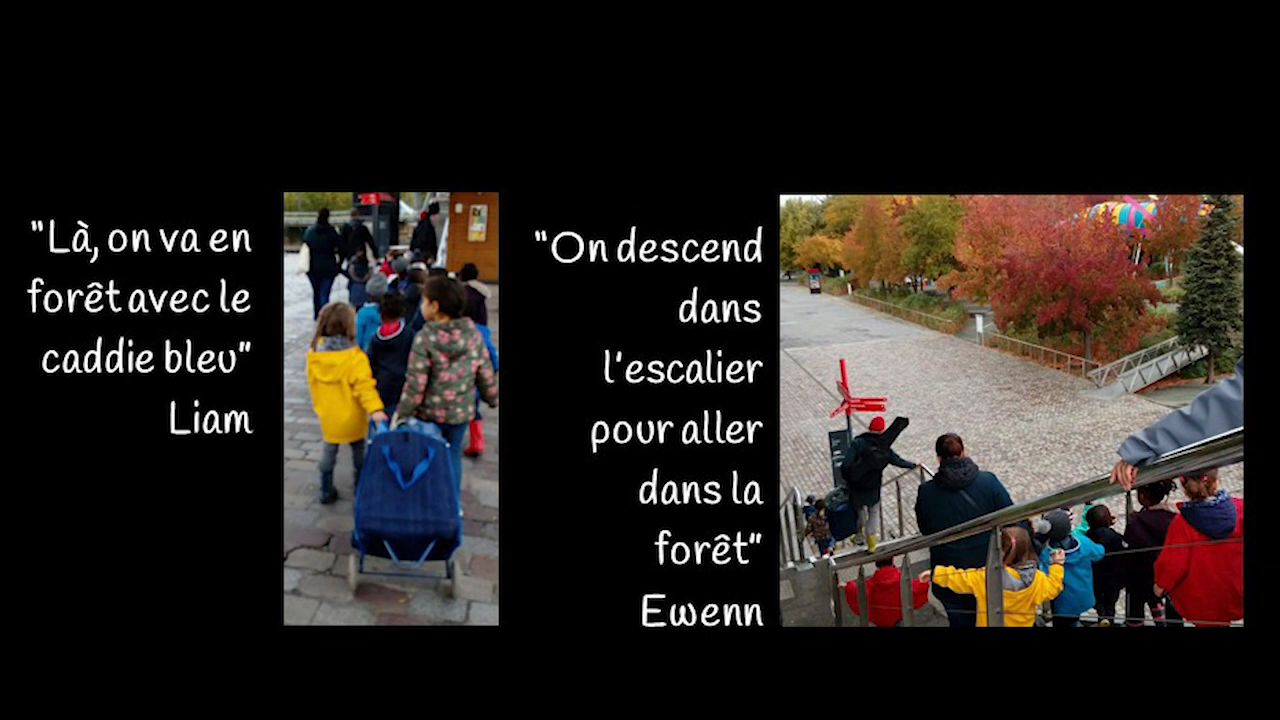 "Là, on va en
forêt avec le
caddie bleu"
Liam
"On descend
dans
l'escalier
pour aller
dans la
forêt"
Ewenn